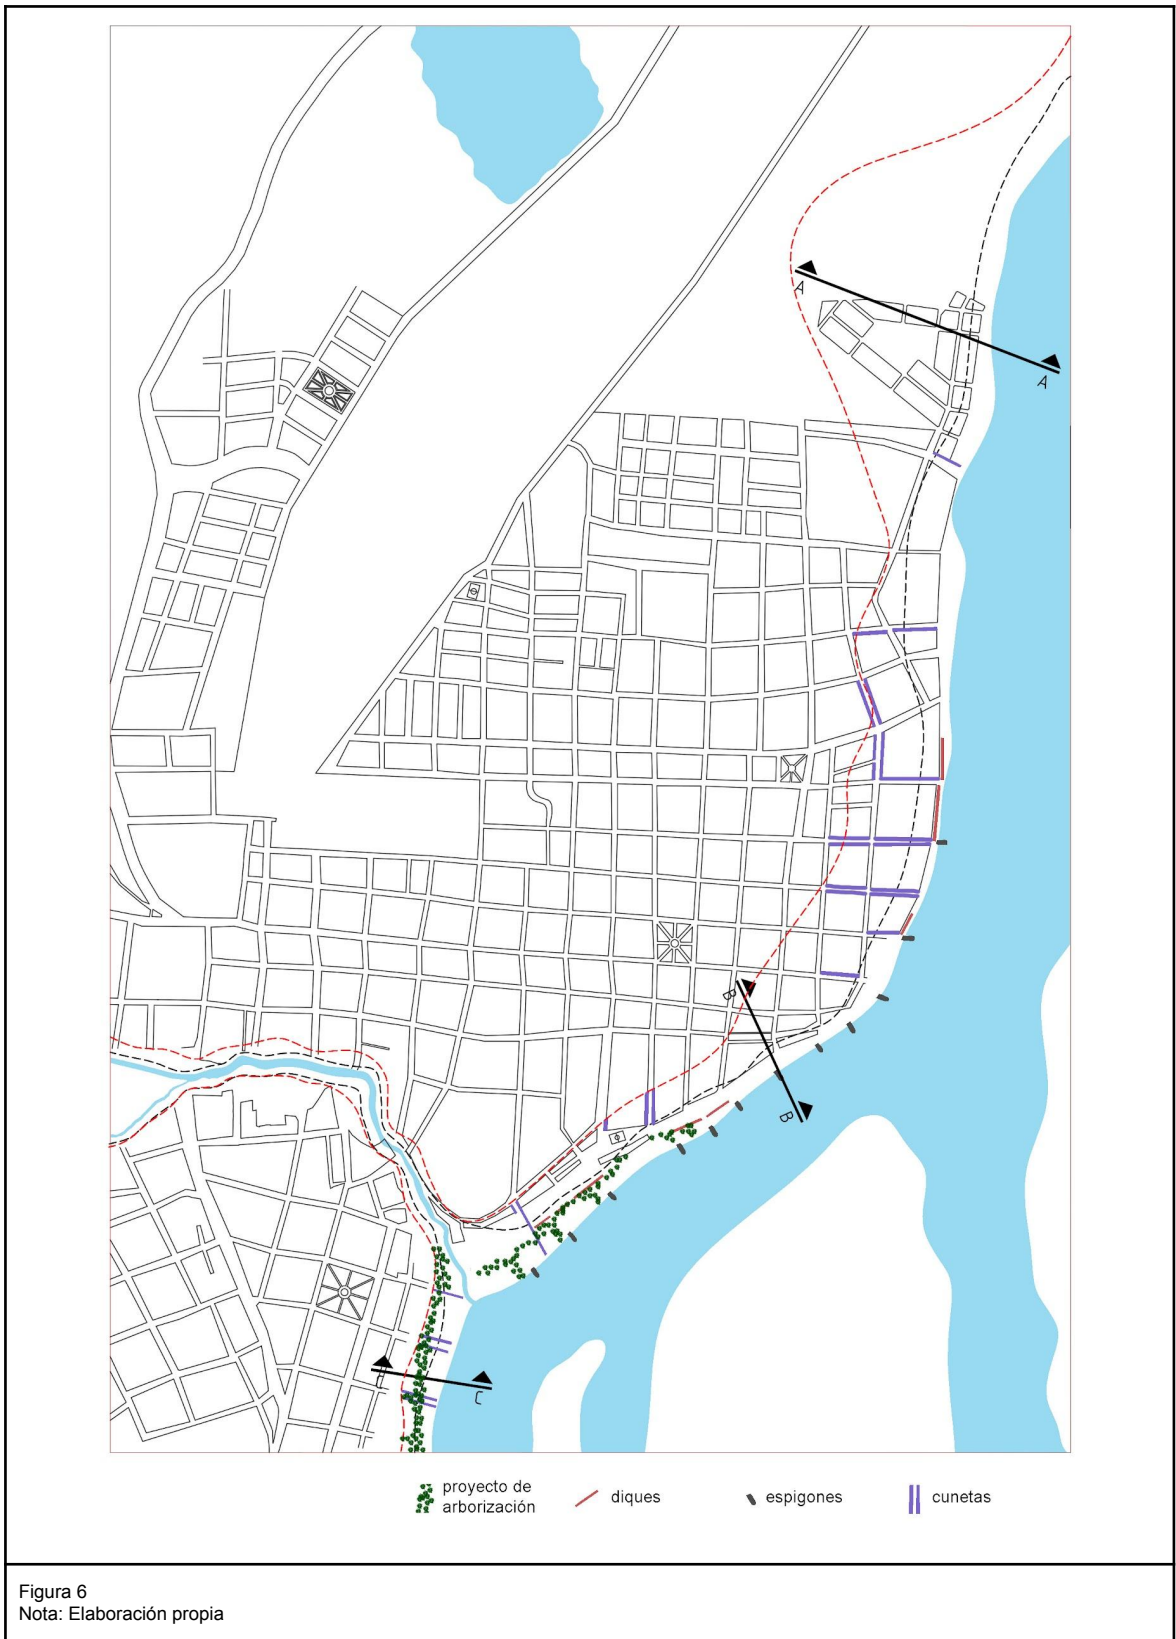 A
A
B
B
C
C
proyecto de
arborización
diques
espigones
cunetas
Figura 6
Nota: Elaboración propia